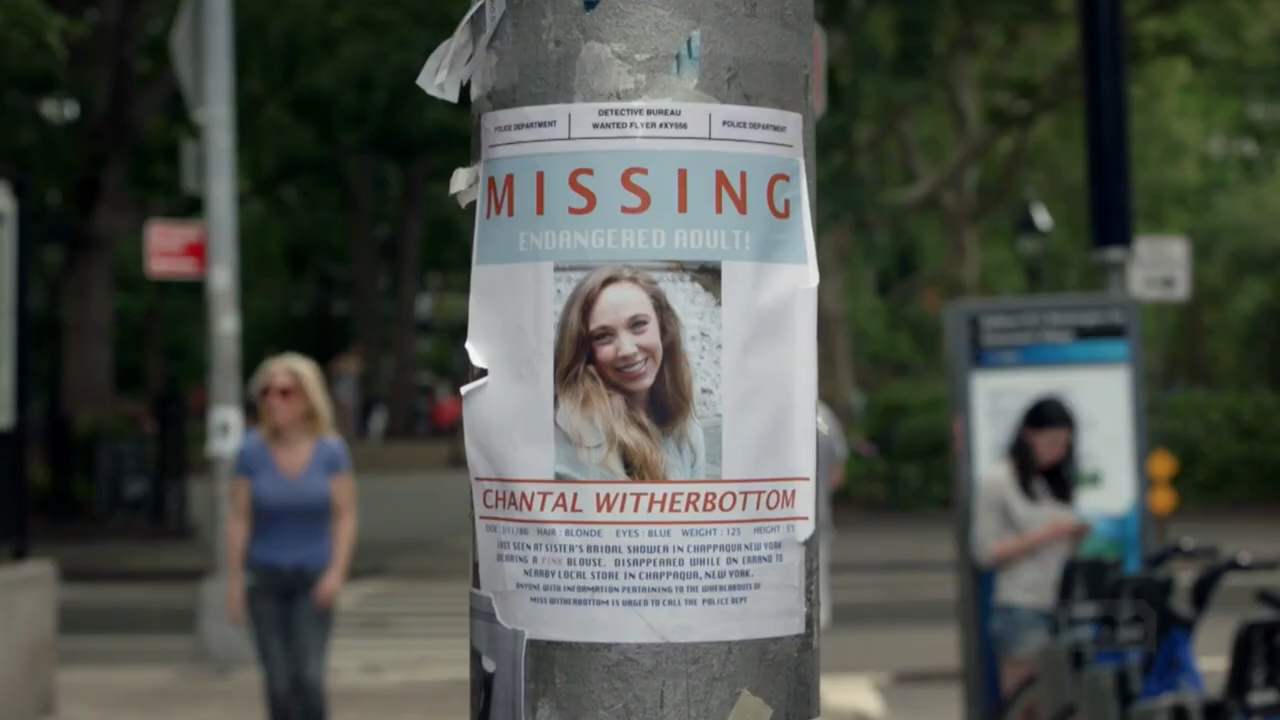 POLICE DEPARTMENT
DETECTIVE BUREAU
WANTED FLYER #XY556
POLICE DEPARTMENT
MISSING
ENDANGERED ADULT!
CHANTAL WITHERBOTTOM
HAIR : BLONDE EYES : BLUE WEIGHT : 125 HEIGHT :
LAST SEEN AT SISTER'S BRIDAL SHOWER IN CHAPPAQUA NEW YORK
WEARING A PINK BLOUSE. DISAPPEARED WHILE ON ERRAND TO
NEARBY LOCAL STORE IN CHAPPAQUA, NEW YORK.
ANYONE WITH INFORMATION PERTAINING TO THE WHEREABOUTS OF
MISS WITHERBOTTOM IS URGED TO CALL THE POLICE DEPT